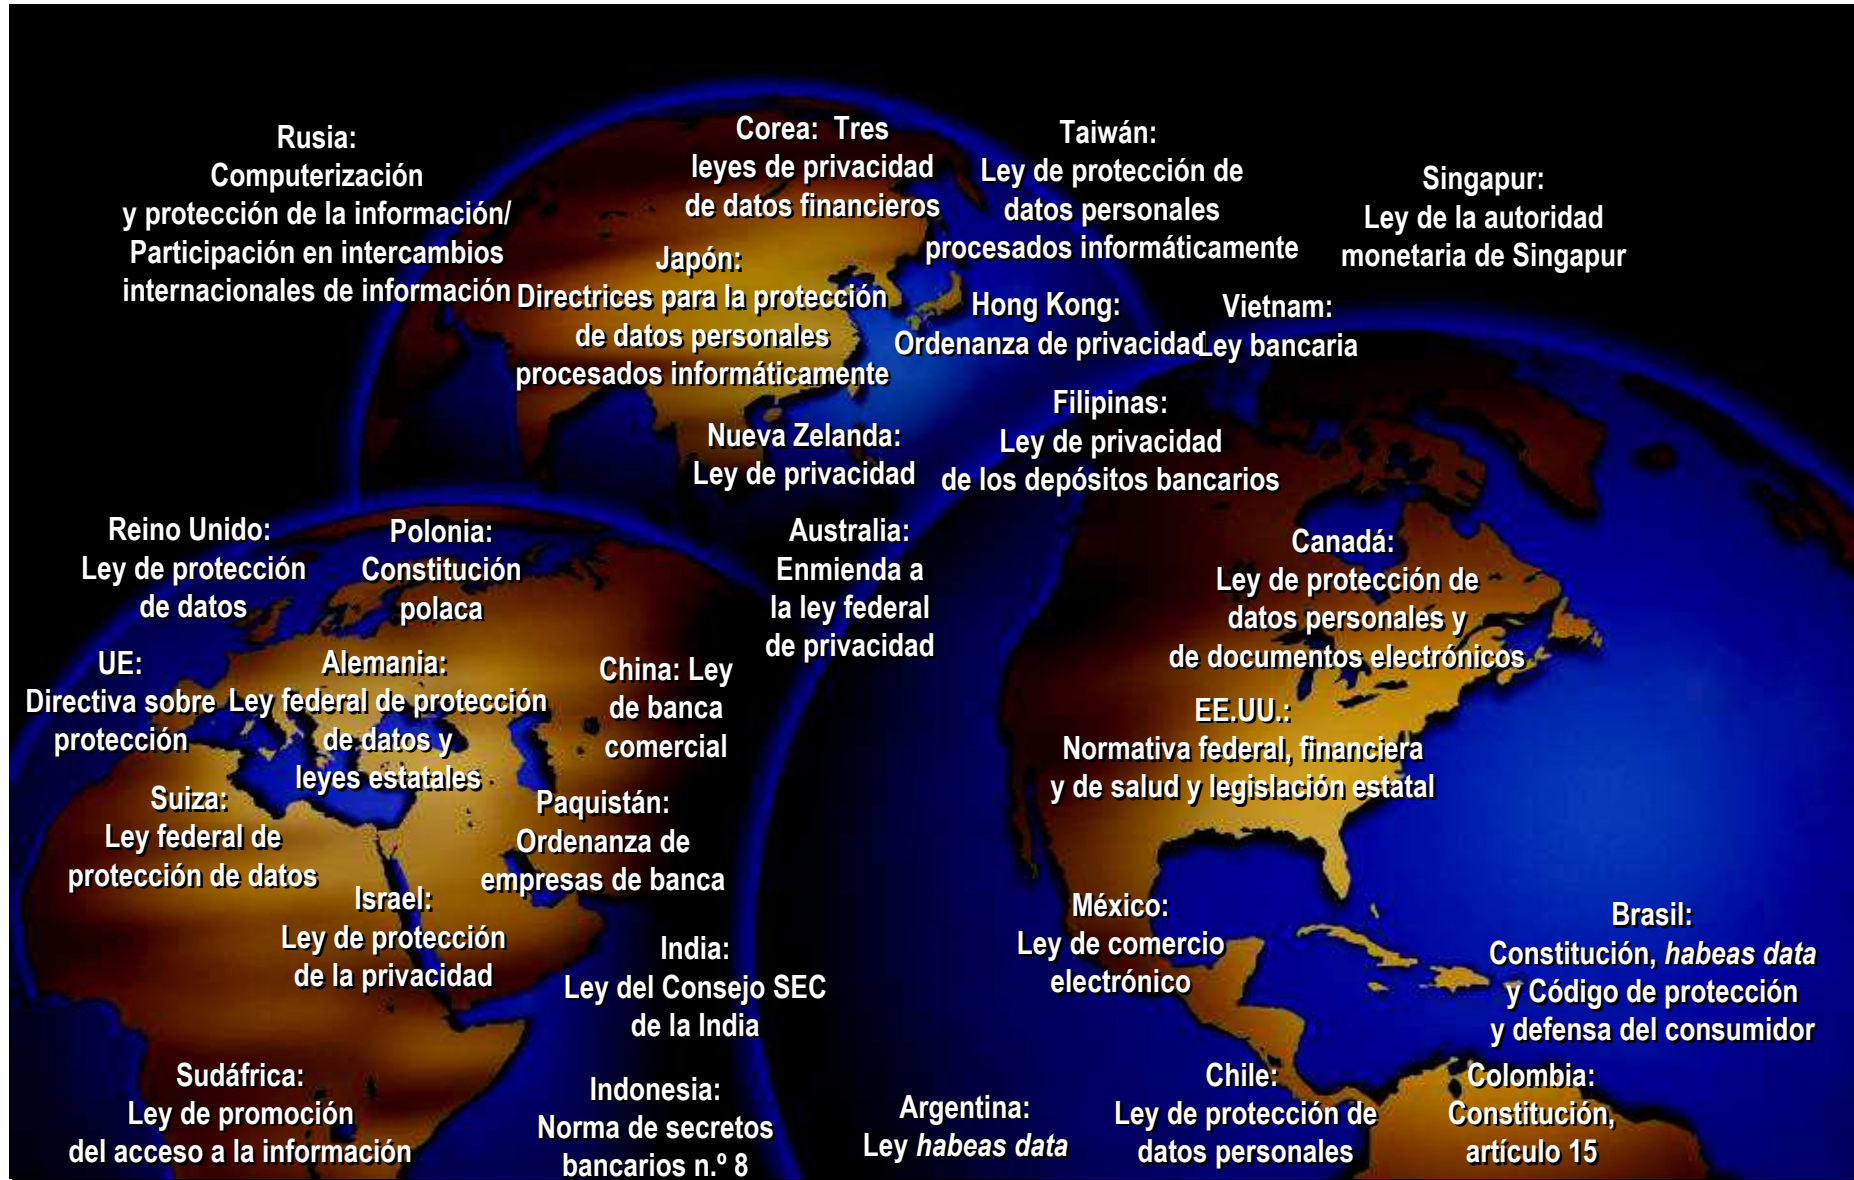 Rusia:
Computerización
y protección de la información/
Participación en intercambios
internacionales de información
Corea:  Tres
leyes de privacidad
de datos financieros
Taiwán:
Ley de protección de
datos personales
procesados informáticamente
Singapur:
Ley de la autoridad
monetaria de Singapur
Japón:
Directrices para la protección
de datos personales
procesados informáticamente
Hong Kong:
Ordenanza de privacidad
Vietnam:
Ley bancaria
Nueva Zelanda:
Ley de privacidad
Filipinas:
Ley de privacidad
de los depósitos bancarios
Reino Unido:
Ley de protección
de datos
Polonia:
Constitución
polaca
Australia:
Enmienda a
la ley federal
de privacidad
Canadá:
Ley de protección de
datos personales y
de documentos electrónicos
UE:
Directiva sobre
protección
Alemania:
Ley federal de protección
de datos y
leyes estatales
China: Ley
de banca
comercial
EE.UU.:
Normativa federal, financiera
y de salud y legislación estatal
Suiza:
Ley federal de
protección de datos
Paquistán:
Ordenanza de
empresas de banca
Israel:
Ley de protección
de la privacidad
India:
Ley del Consejo SEC
de la India
México:
Ley de comercio
electrónico
Brasil:
Constitución, habeas data
y Código de protección
y defensa del consumidor
Sudáfrica:
Ley de promoción
del acceso a la información
Indonesia:
Norma de secretos
bancarios n.º 8
Argentina:
Ley habeas data
Chile:
Ley de protección de
datos personales
Colombia:
Constitución,
artículo 15